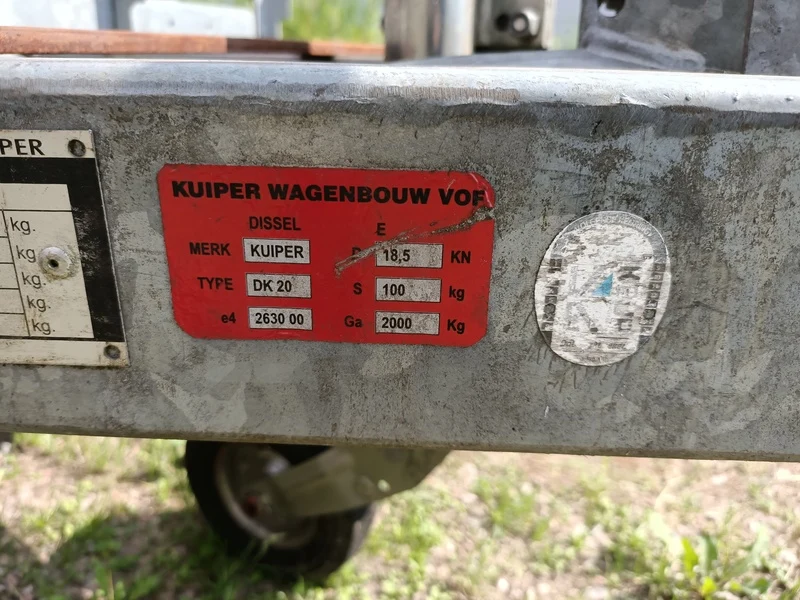 PER
kg.
kg
kg.
kg.
kg.
KUIPER WAGENBOUW VOF
DISSEL E
MERK KUIPER D 18,5 KN
TYPE DK 20 S 100 kg
e4 2630 00 Ga 2000 Kg